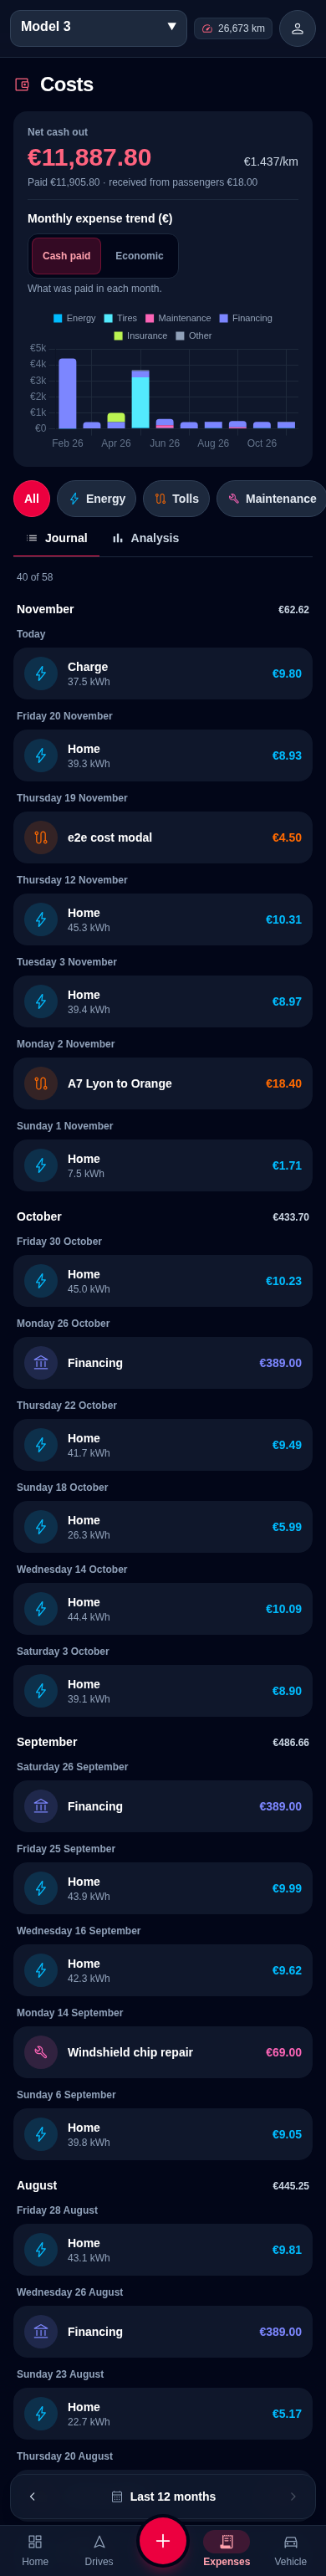 Model 3
26,673 km
Costs
Net cash out
€11,887.80
€1.437/km
Paid €11,905.80 · received from passengers €18.00
Monthly expense trend (€)
Cash paid
Economic
What was paid in each month.
Energy Tires Maintenance Financing
Insurance Other
€5k
€4k
€3k
€2k
€1k
€0
Feb 26 Apr 26 Jun 26 Aug 26 Oct 26
All Energy Tolls Maintenance
Journal Analysis
40 of 58
November €62.62
Today
Charge
37.5 kWh
€9.80
Friday 20 November
Home
39.3 kWh
€8.93
Thursday 19 November
e2e cost modal
€4.50
Thursday 12 November
Home
45.3 kWh
€10.31
Tuesday 3 November
Home
39.4 kWh
€8.97
Monday 2 November
A7 Lyon to Orange
€18.40
Sunday 1 November
Home
7.5 kWh
€1.71
October €433.70
Friday 30 October
Home
45.0 kWh
€10.23
Monday 26 October
Financing
€389.00
Thursday 22 October
Home
41.7 kWh
€9.49
Sunday 18 October
Home
26.3 kWh
€5.99
Wednesday 14 October
Home
44.4 kWh
€10.09
Saturday 3 October
Home
39.1 kWh
€8.90
September €486.66
Saturday 26 September
Financing
€389.00
Friday 25 September
Home
43.9 kWh
€9.99
Wednesday 16 September
Home
42.3 kWh
€9.62
Monday 14 September
Windshield chip repair
€69.00
Sunday 6 September
Home
39.8 kWh
€9.05
August €445.25
Friday 28 August
Home
43.1 kWh
€9.81
Wednesday 26 August
Financing
€389.00
Sunday 23 August
Home
22.7 kWh
€5.17
Thursday 20 August
Last 12 months
Home Drives Expenses Vehicle